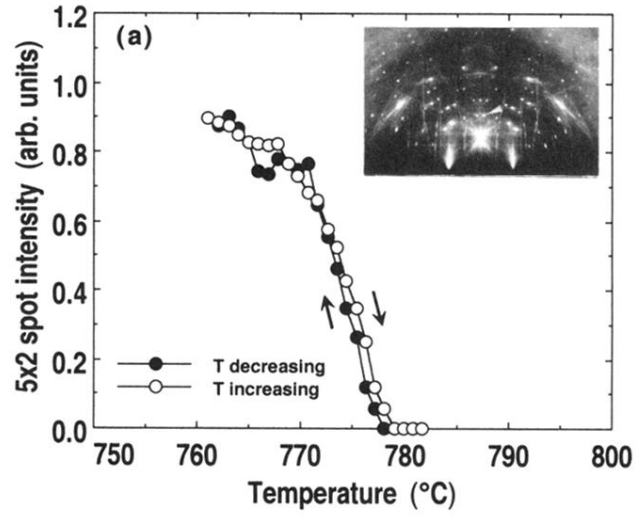 (a)
1.2
1.0
0.8
0.6
0.4
0.2
0.0
5x2 spot intensity (arb. units)
T decreasing
T increasing
750 760 770 780 790 800
Temperature (°C)